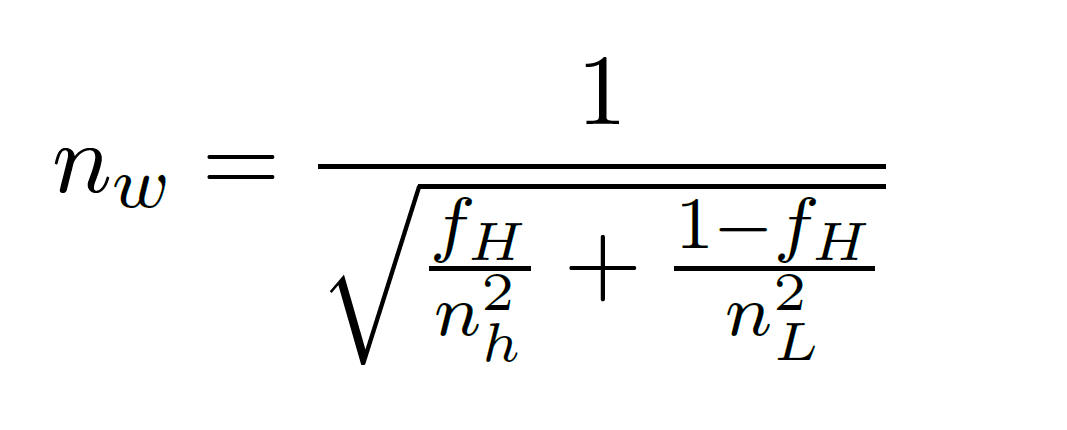 $n_w = \frac{1}{\sqrt{\frac{f_H}{n_h^2} + \frac{1-f_H}{n_L^2}}}$